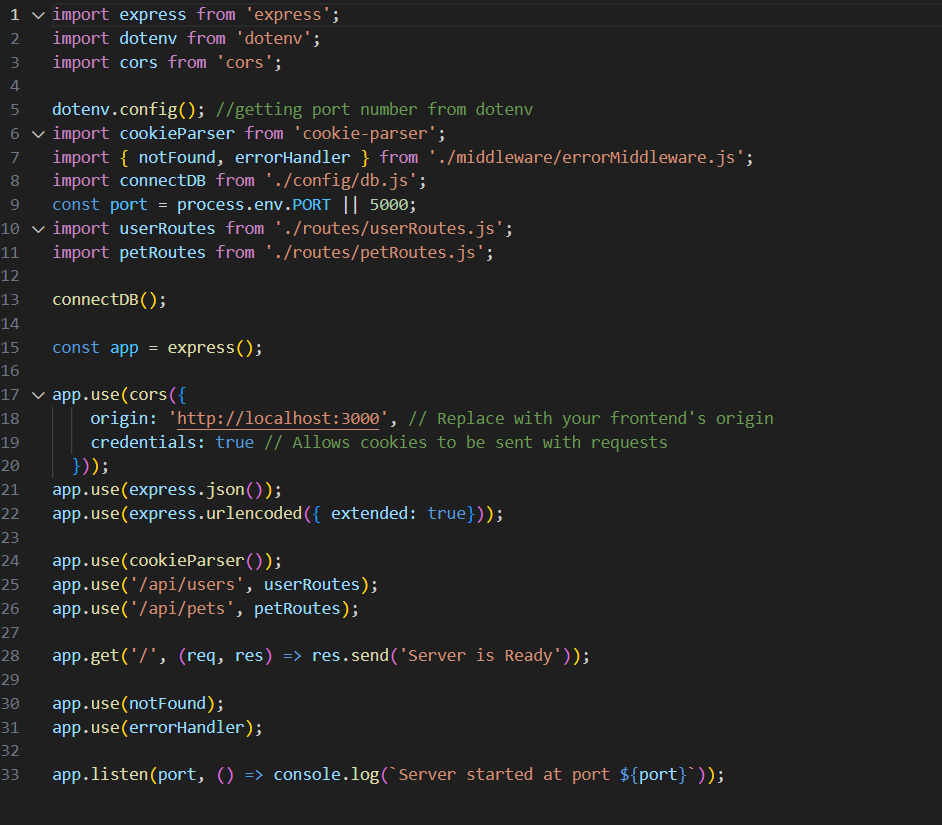 1 import express from 'express';
2 import dotenv from 'dotenv';
3 import cors from 'cors';
4
5 dotenv.config(); //getting port number from dotenv
6 import cookieParser from 'cookie-parser';
7 import { notFound, errorHandler } from './middleware/errorMiddleware.js';
8 import connectDB from './config/db.js';
9 const port = process.env.PORT || 5000;
10 import userRoutes from './routes/userRoutes.js';
11 import petRoutes from './routes/petRoutes.js';
12
13 connectDB();
14
15 const app = express();
16
17 app.use(cors({
18     origin: 'http://localhost:3000', // Replace with your frontend's origin
19     credentials: true // Allows cookies to be sent with requests
20   }));
21 app.use(express.json());
22 app.use(express.urlencoded({ extended: true}));
23
24 app.use(cookieParser());
25 app.use('/api/users', userRoutes);
26 app.use('/api/pets', petRoutes);
27
28 app.get('/', (req, res) => res.send('Server is Ready'));
29
30 app.use(notFound);
31 app.use(errorHandler);
32
33 app.listen(port, () => console.log(`Server started at port ${port}`));